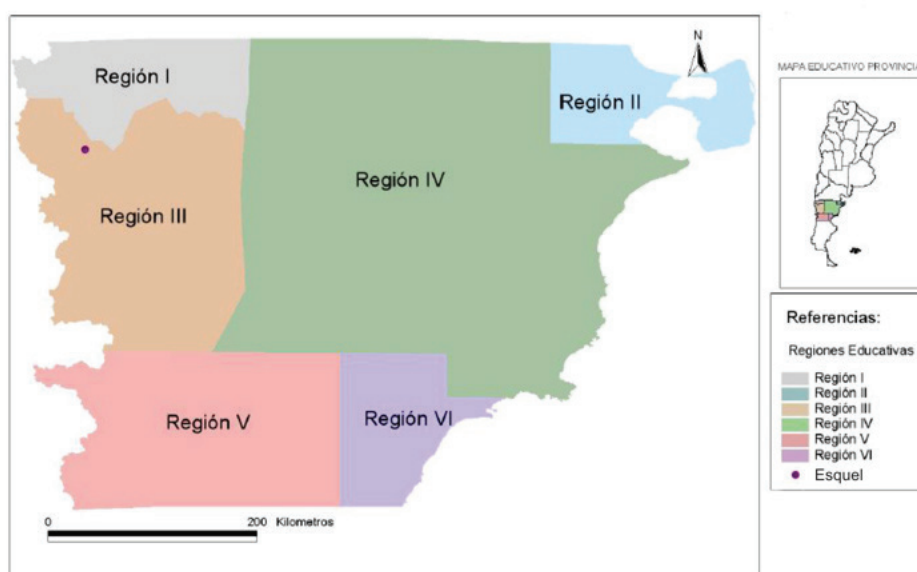 Región I
Región II
Región IV
Región III
Región V
Región VI
N
0 200 Kilometros
MAPA EDUCATIVO PROVINCIA
Referencias:
Regiones Educativas
Región I
Región II
Región III
Región IV
Región V
Región VI
Esquel